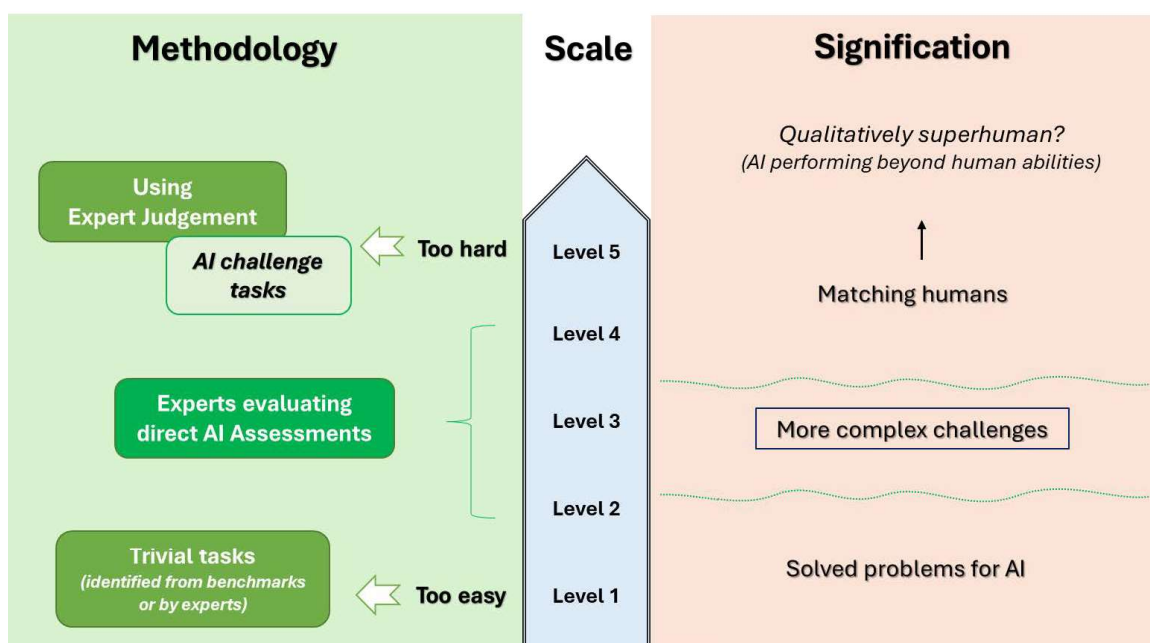 Methodology
Using
Expert Judgement
AI challenge
tasks
Too hard
Experts evaluating
direct AI Assessments
Trivial tasks
(identified from benchmarks
or by experts)
Too easy
Scale
Level 5
Level 4
Level 3
Level 2
Level 1
Signification
Qualitatively superhuman?
(AI performing beyond human abilities)
Matching humans
More complex challenges
Solved problems for AI